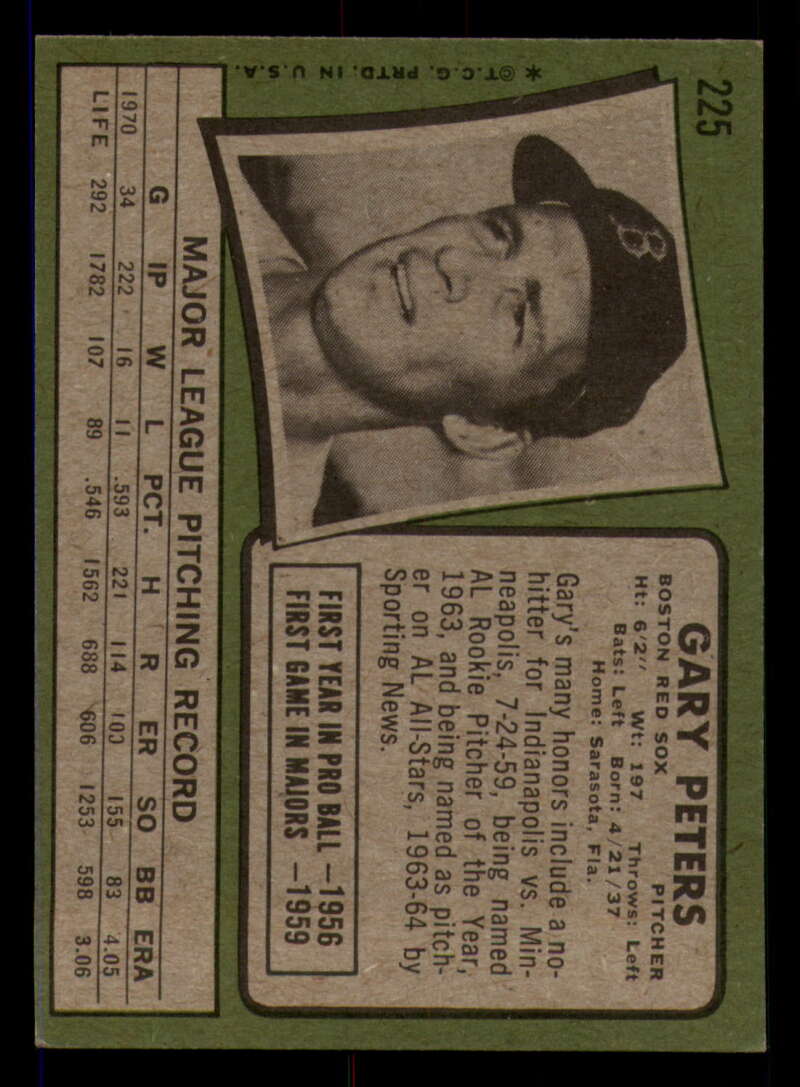 225
* ©T.C.G. PRTD. IN U.S.A.
B
GARY PETERS
BOSTON RED SOX PITCHER
Ht: 6'2" Wt: 197 Throws: Left
Bats: Left Born: 4/21/37
Home: Sarasota, Fla.
Gary's many honors include a no-
hitter for Indianapolis vs. Min-
neapolis, 7-24-59, being named
AL Rookie Pitcher of the Year,
1963, and being named as pitch-
er on AL All-Stars, 1963-64 by
Sporting News.
FIRST YEAR IN PRO BALL —1956
FIRST GAME IN MAJORS —1959
MAJOR LEAGUE PITCHING RECORD
G IP W L PCT. H R ER SO BB ERA
1970 34 222 16 11 .593 221 114 100 155 83 4.05
LIFE 292 1782 107 89 .546 1562 688 606 1253 598 3.06